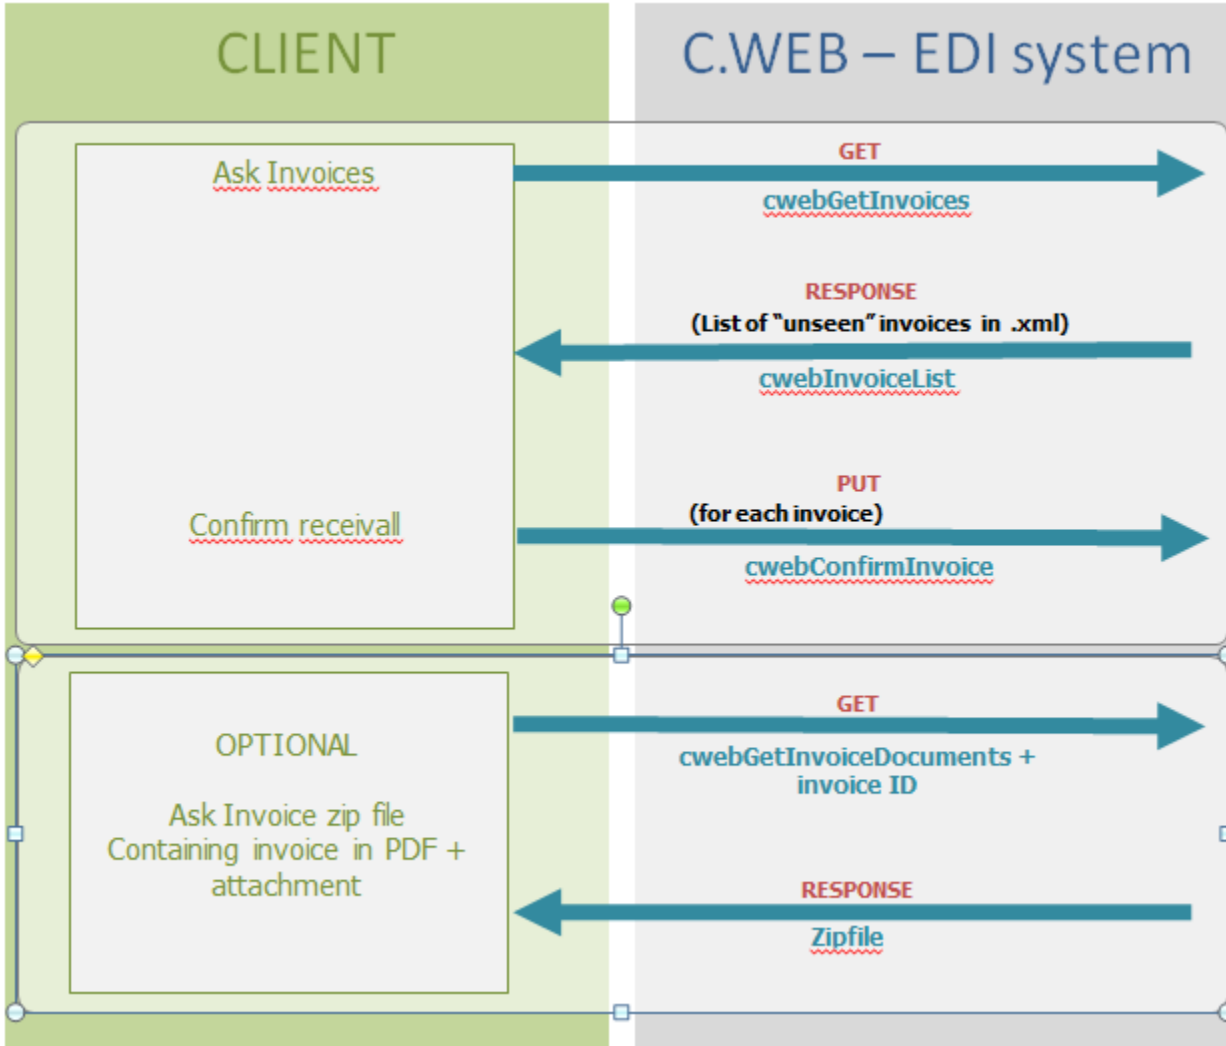 CLIENT
C.WEB – EDI system
Ask Invoices
GET
cwebGetInvoices
RESPONSE
(List of “unseen” invoices in .xml)
cwebInvoiceList
Confirm receivall
PUT
(for each invoice)
cwebConfirmInvoice
OPTIONAL
Ask Invoice zip file
Containing invoice in PDF +
attachment
GET
cwebGetInvoiceDocuments +
invoice ID
RESPONSE
Zipfile